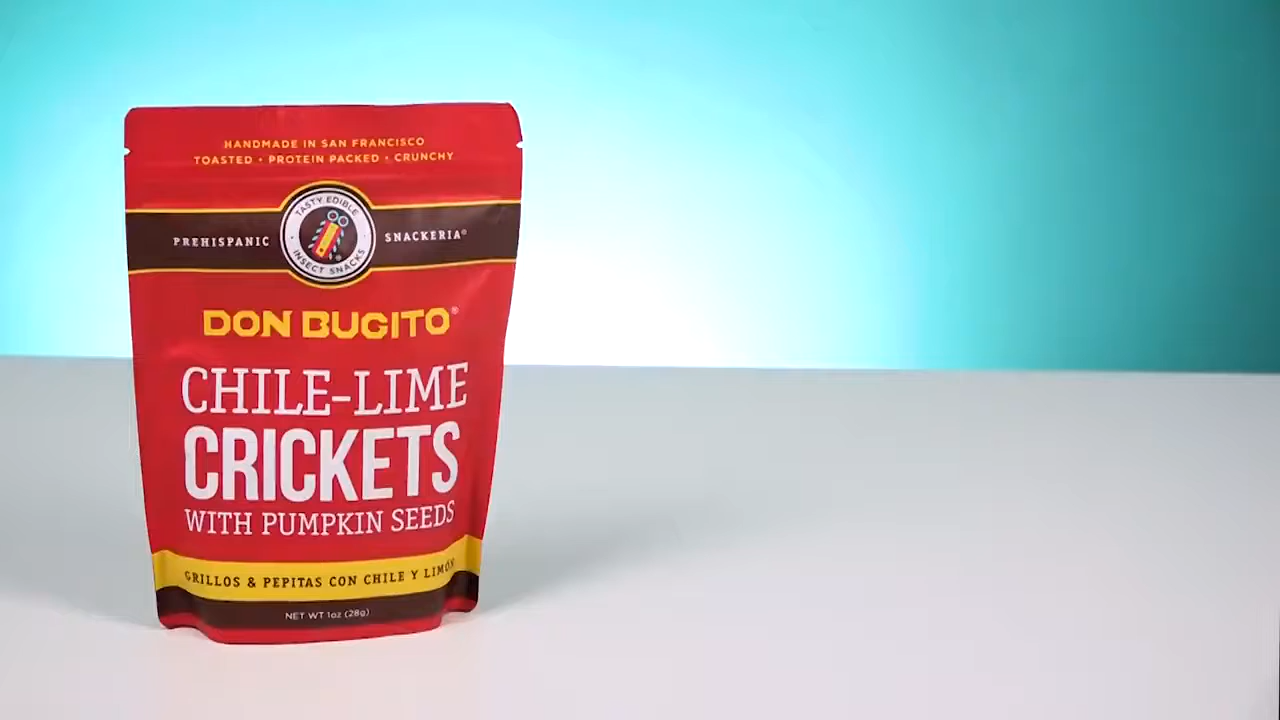 HANDMADE IN SAN FRANCISCO
TOASTED • PROTEIN PACKED • CRUNCHY
TASTY EDIBLE
PREHISPANIC SNACKERIA®
INSECT SNACKS
DON BUGITO®
CHILE-LIME
CRICKETS
WITH PUMPKIN SEEDS
GRILLOS & PEPITAS CON CHILE Y LIMÓN
NET WT 1oz (28g)